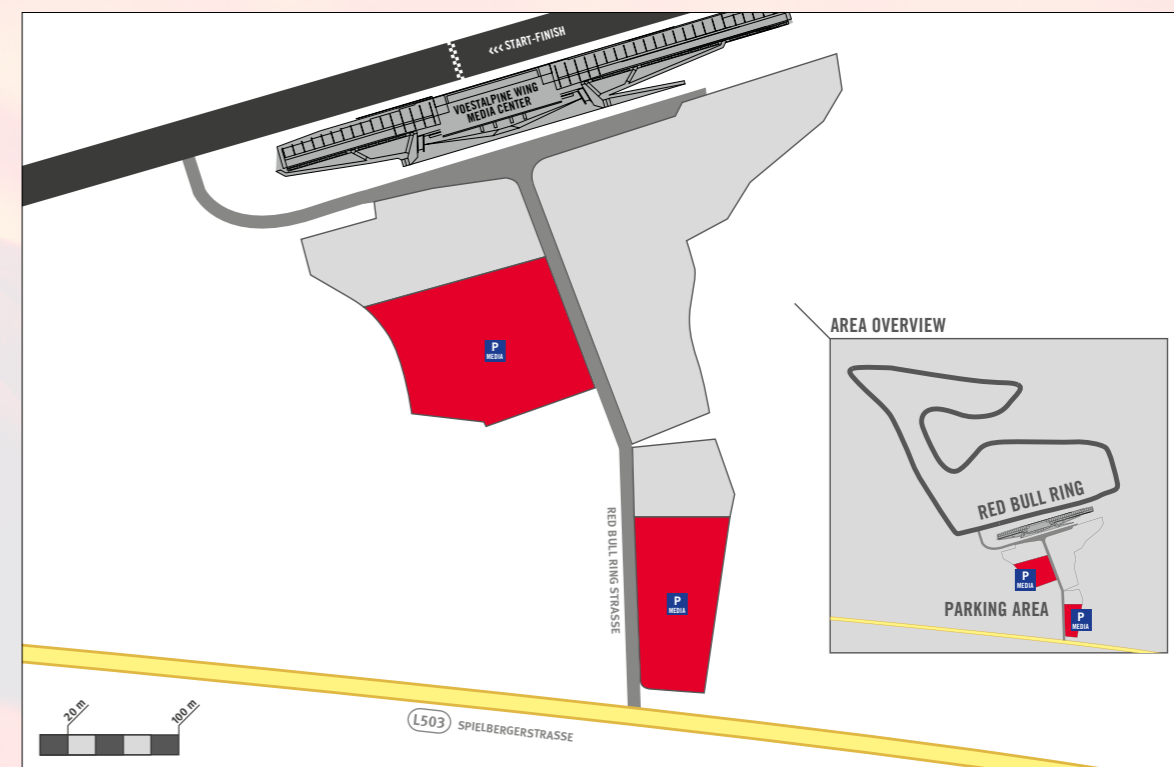 <<< START-FINISH
VOESTALPINE WING
MEDIA CENTER
P
MEDIA
RED BULL RING STRASSE
P
MEDIA
20 m
100 m
L503 SPIELBERGERSTRASSE
AREA OVERVIEW
RED BULL RING
P
MEDIA
PARKING AREA
P
MEDIA